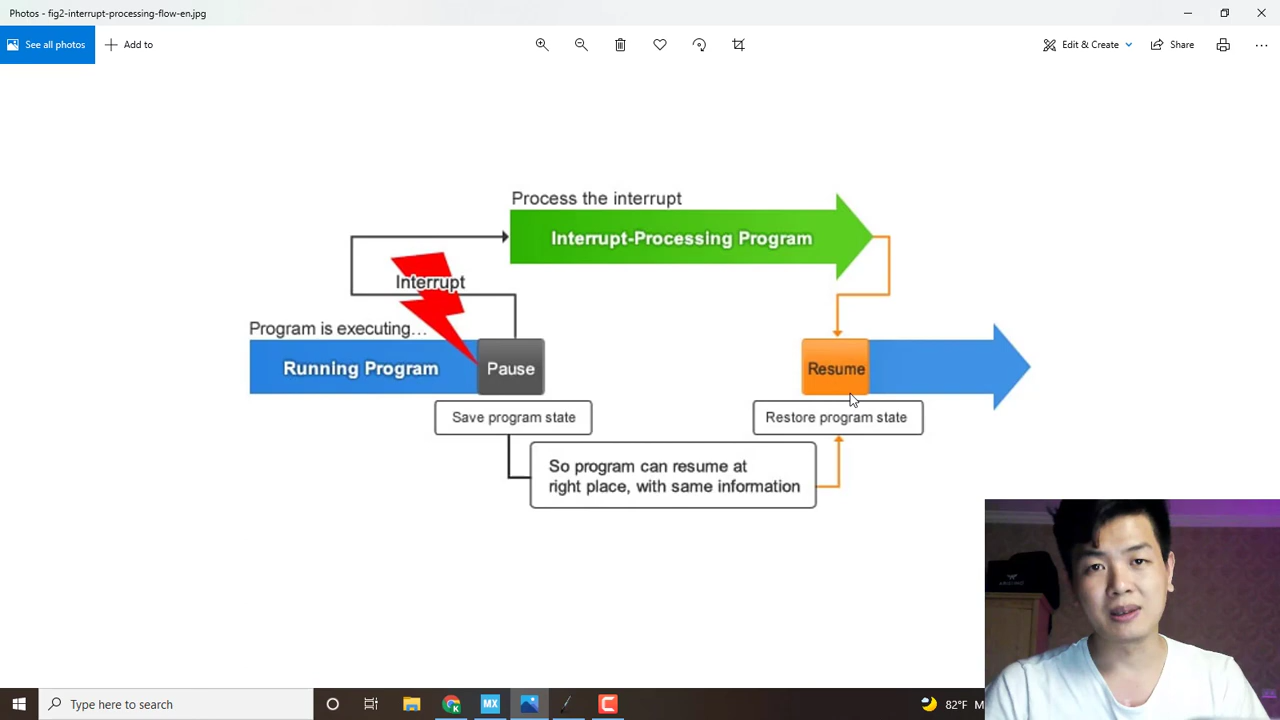 Photos - fig2-interrupt-processing-flow-en.jpg
See all photos
Add to
Edit & Create
Share
Process the interrupt
Interrupt-Processing Program
Interrupt
Program is executing…
Running Program
Pause
Resume
Save program state
Restore program state
So program can resume at
right place, with same information
Type here to search
MX
82°F M